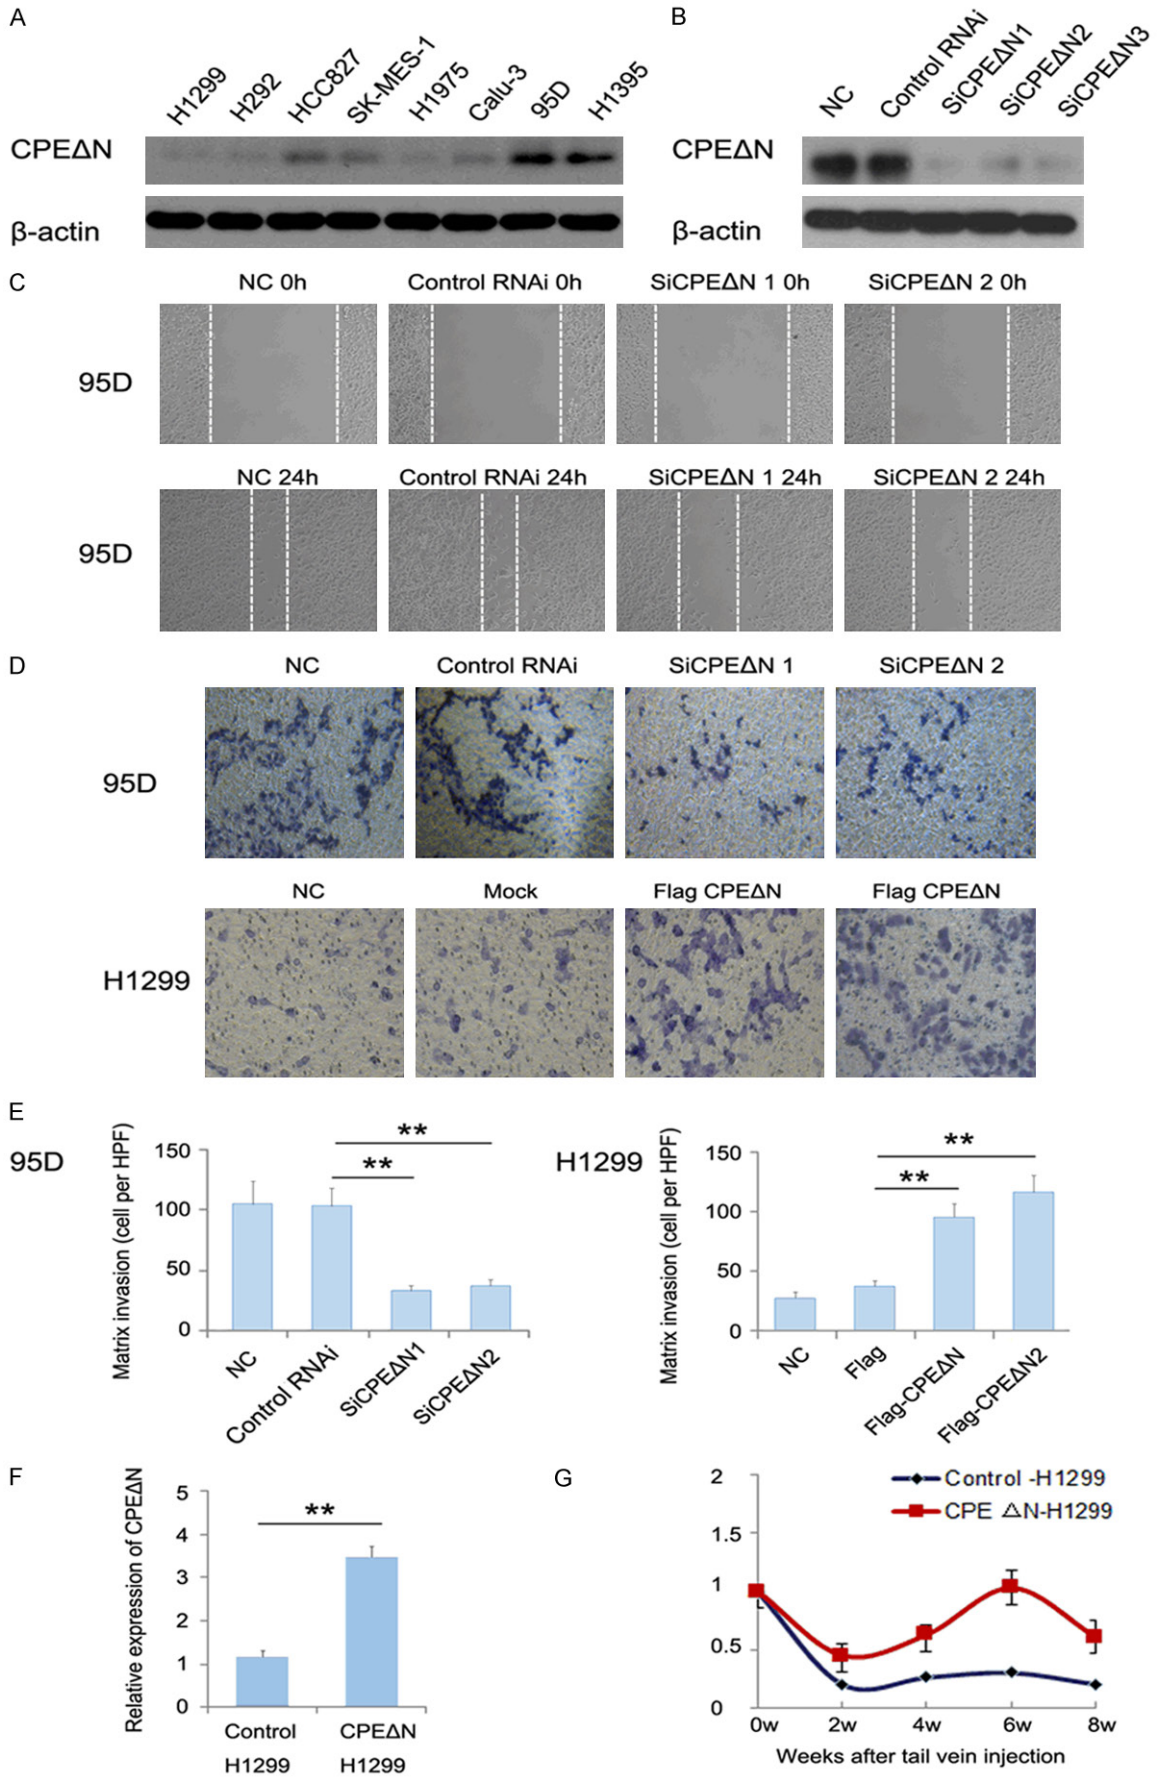 A
H1299 H292 HCC827 SK-MES-1 H1975 Calu-3 95D H1395
CPEΔN
β-actin
B
NC Control RNAi SiCPEΔN1 SiCPEΔN2 SiCPEΔN3
CPEΔN
β-actin
C
NC 0h Control RNAi 0h SiCPEΔN 1 0h SiCPEΔN 2 0h
95D
NC 24h Control RNAi 24h SiCPEΔN 1 24h SiCPEΔN 2 24h
95D
D
NC Control RNAi SiCPEΔN 1 SiCPEΔN 2
95D
NC Mock Flag CPEΔN Flag CPEΔN
H1299
E
95D
Matrix invasion (cell per HPF)
150
100
50
0
**
**
NC Control RNAi SiCPEΔN1 SiCPEΔN2
H1299
Matrix invasion (cell per HPF)
150
100
50
0
**
**
NC Flag Flag-CPEΔN Flag-CPEΔN2
F
Relative expression of CPEΔN
5
4
3
2
1
0
**
Control CPEΔN
H1299 H1299
G
2
1.5
1
0.5
0
Control -H1299
CPE ΔN-H1299
0w 2w 4w 6w 8w
Weeks after tail vein injection